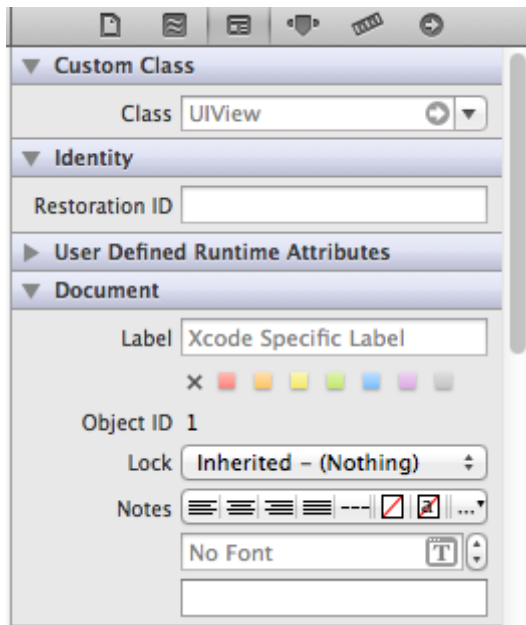 Custom Class
Class UIView
Identity
Restoration ID
User Defined Runtime Attributes
Document
Label Xcode Specific Label
Object ID 1
Lock Inherited – (Nothing)
Notes --- a ...
No Font T